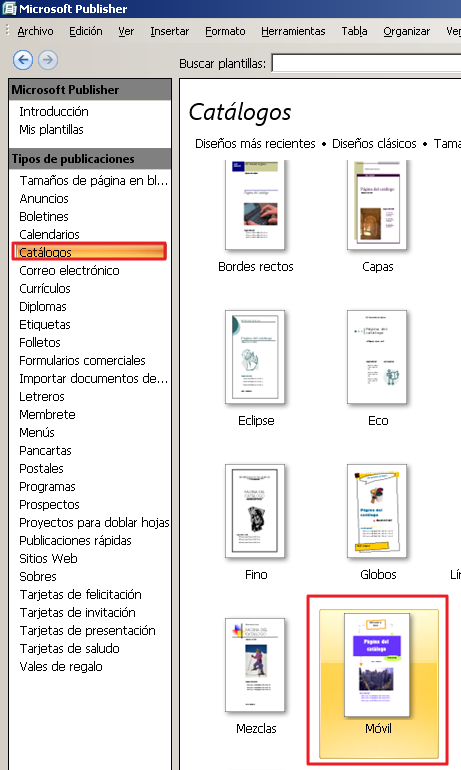 Microsoft Publisher
Archivo Edición Ver Insertar Formato Herramientas Tabla Organizar
Buscar plantillas:
Microsoft Publisher
Introducción
Mis plantillas
Tipos de publicaciones
Tamaños de página en bl...
Anuncios
Boletines
Calendarios
Catálogos
Correo electrónico
Currículos
Diplomas
Etiquetas
Folletos
Formularios comerciales
Importar documentos de...
Letreros
Membrete
Menús
Pancartas
Postales
Programas
Prospectos
Proyectos para doblar hojas
Publicaciones rápidas
Sitios Web
Sobres
Tarjetas de felicitación
Tarjetas de invitación
Tarjetas de presentación
Tarjetas de saludo
Vales de regalo
Catálogos
Diseños más recientes • Diseños clásicos • Tama
Página del catálogo
Página del catálogo
Bordes rectos
Capas
Página del catálogo
Página del
catálogo
Eclipse
Eco
PÁGINA DEL
CATÁLOGO
Página del
catálogo
Fino
Globos
PÁGINA DEL
CATÁLOGO
Página del
catálogo
Mezclas
Móvil